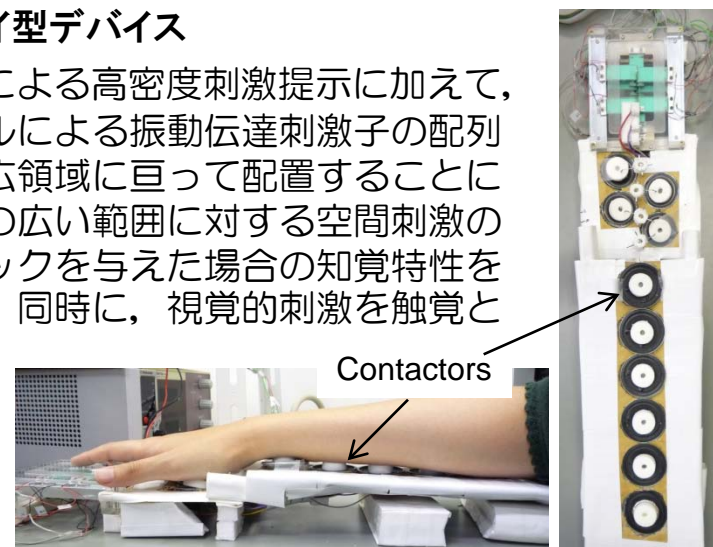 イ型デバイス
による高密度刺激提示に加えて，
ルによる振動伝達刺激子の配列
広領域に亘って配置することに
の広い範囲に対する空間刺激の
ックを与えた場合の知覚特性を
同時に，視覚的刺激を触覚と
Contactors